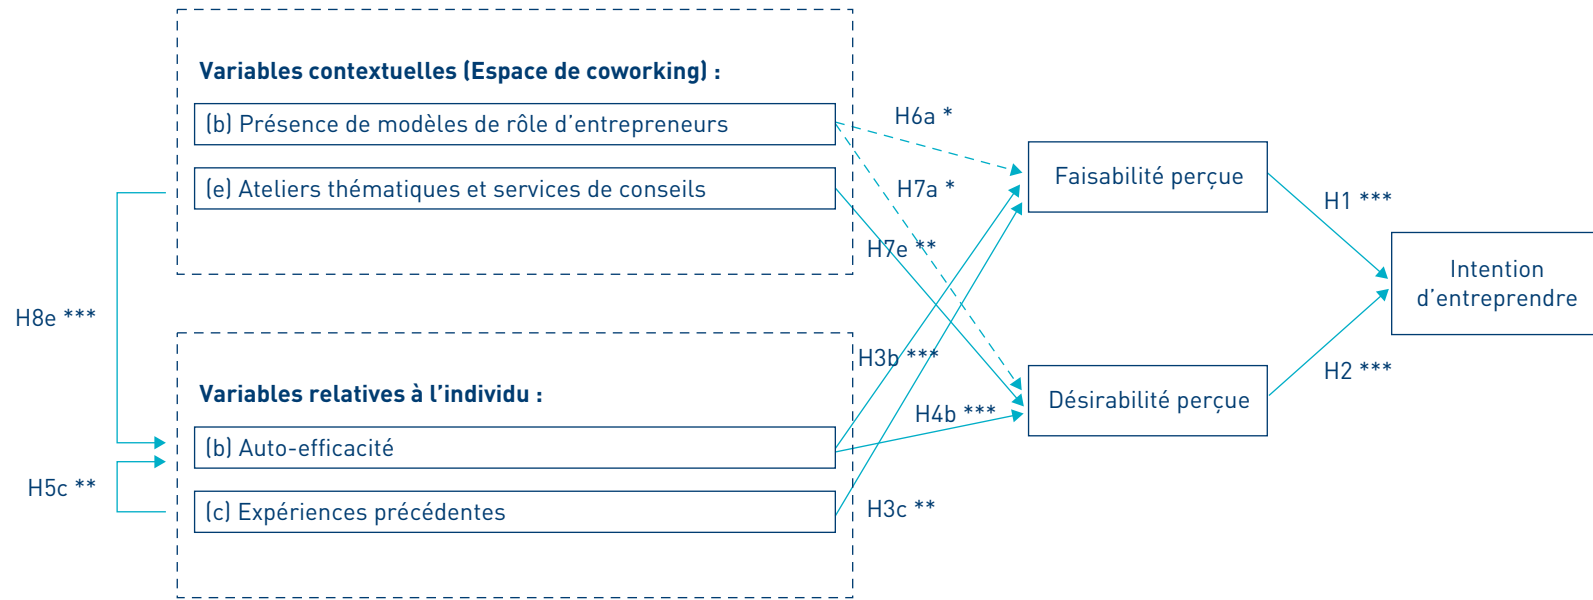 Variables contextuelles (Espace de coworking) :
(b) Présence de modèles de rôle d’entrepreneurs
(e) Ateliers thématiques et services de conseils
H6a *
H7a *
H7e **
Faisabilité perçue
H1 ***
Intention
d’entreprendre
H8e ***
H5c **
Variables relatives à l’individu :
(b) Auto-efficacité
(c) Expériences précédentes
H3b ***
H4b ***
H3c **
Désirabilité perçue
H2 ***